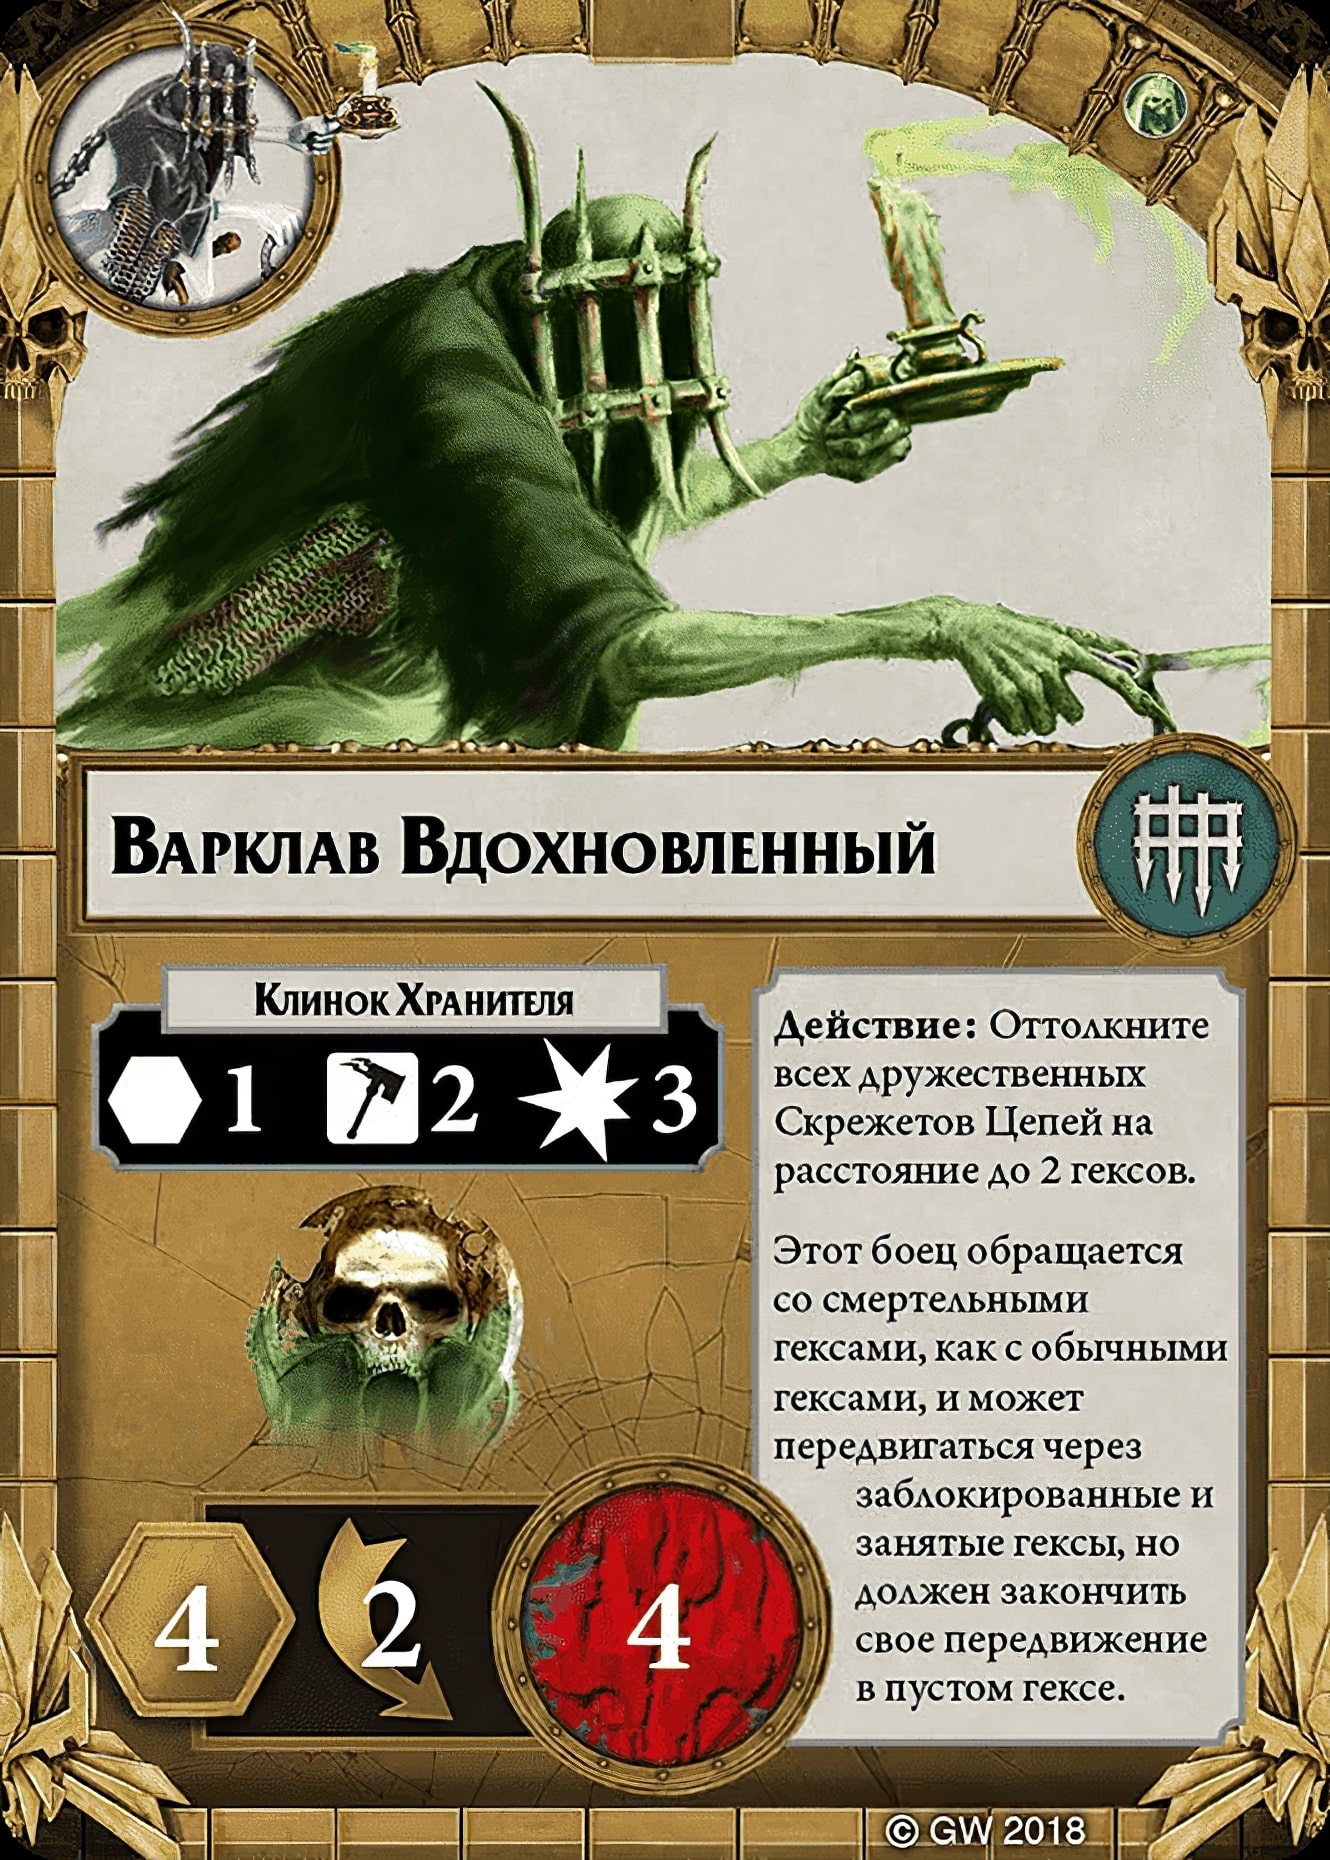 Варклав Вдохновленный
Клинок Хранителя
1 2 3
Действие: Оттолкните
всех дружественных
Скрежетов Цепей на
расстояние до 2 гексов.
Этот боец обращается
со смертельными
гексами, как с обычными
гексами, и может
передвигаться через
заблокированные и
занятые гексы, но
должен закончить
свое передвижение
в пустом гексе.
4 2 4
© GW 2018